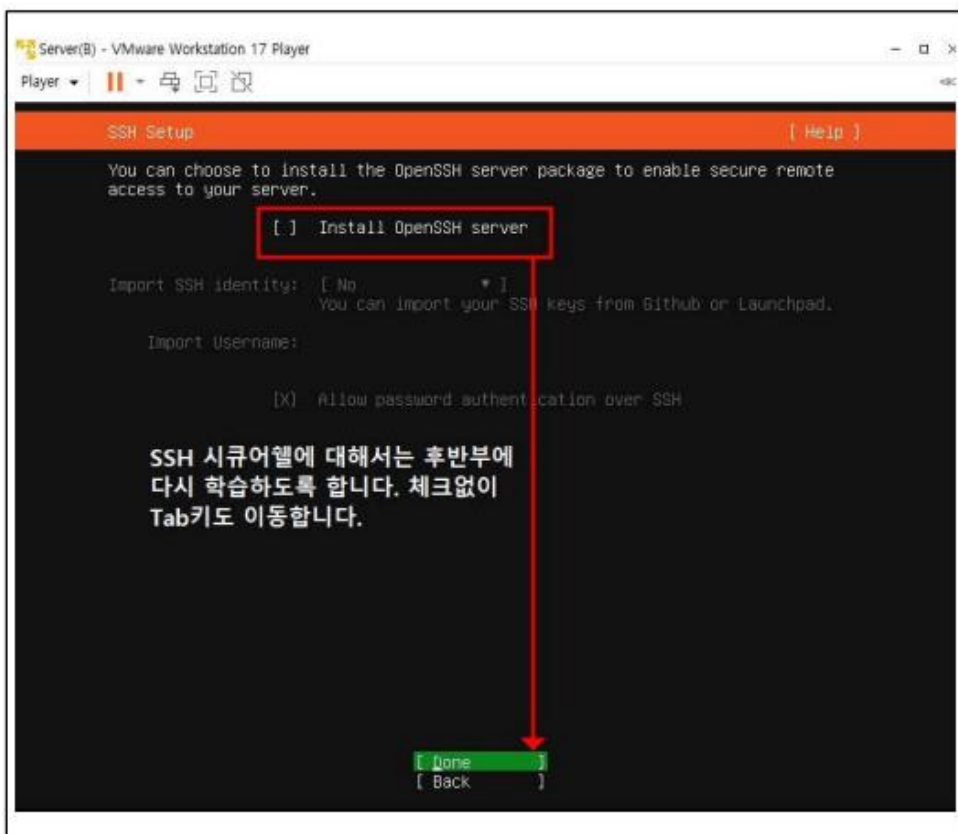 Server(B) - VMware Workstation 17 Player
Player
SSH Setup [ Help ]
You can choose to install the OpenSSH server package to enable secure remote
access to your server.
[ ] Install OpenSSH server
Import SSH identity: [ No ▾ ]
You can import your SSH keys from Github or Launchpad.
Import Username:
[X] Allow password authentication over SSH
SSH 시큐어쉘에 대해서는 후반부에
다시 학습하도록 합니다. 체크없이
Tab키도 이동합니다.
[ Done ]
[ Back ]